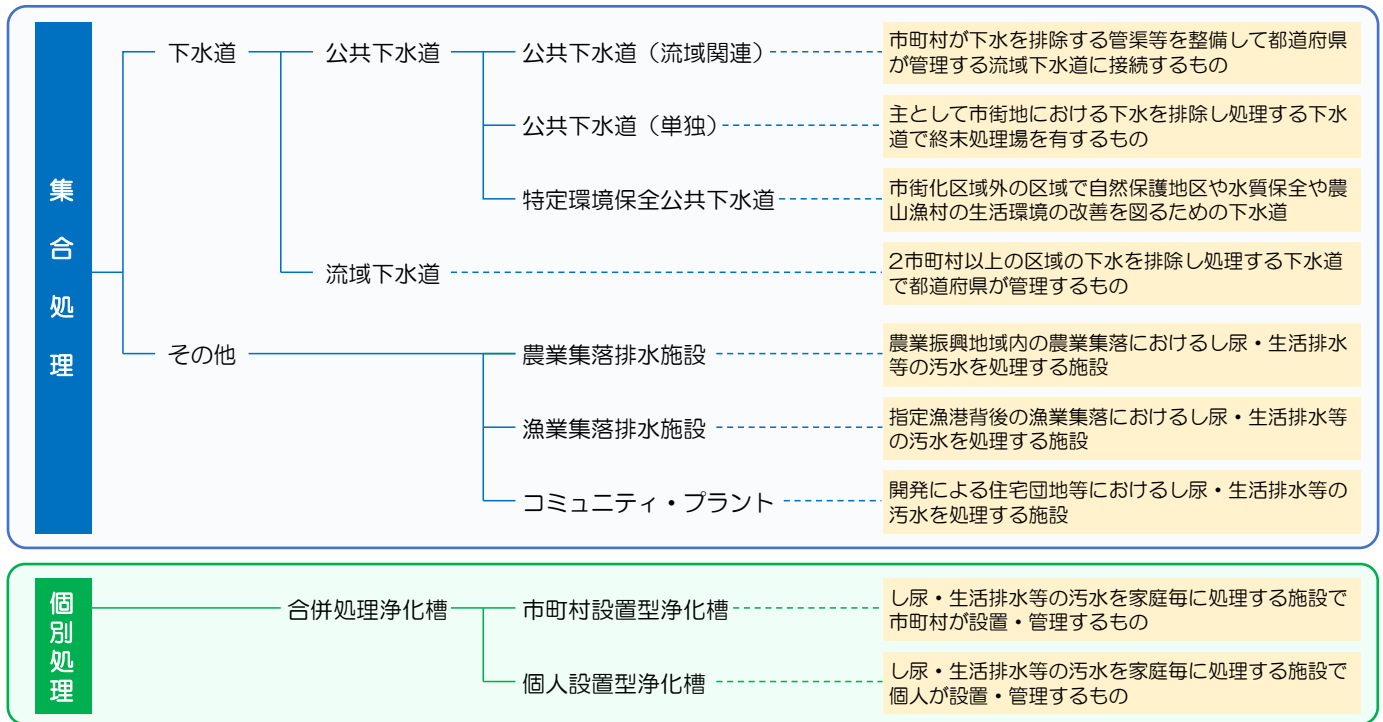 集合処理
下水道
公共下水道
公共下水道（流域関連）
市町村が下水を排除する管渠等を整備して都道府県
が管理する流域下水道に接続するもの
公共下水道（単独）
主として市街地における下水を排除し処理する下水
道で終末処理場を有するもの
特定環境保全公共下水道
市街化区域外の区域で自然保護地区や水質保全や農
山漁村の生活環境の改善を図るための下水道
流域下水道
2市町村以上の区域の下水を排除し処理する下水道
で都道府県が管理するもの
その他
農業集落排水施設
農業振興地域内の農業集落におけるし尿・生活排水
等の汚水を処理する施設
漁業集落排水施設
指定漁港背後の漁業集落におけるし尿・生活排水等
の汚水を処理する施設
コミュニティ・プラント
開発による住宅団地等におけるし尿・生活排水等の
汚水を処理する施設
個別処理
合併処理浄化槽
市町村設置型浄化槽
し尿・生活排水等の汚水を家庭毎に処理する施設で
市町村が設置・管理するもの
個人設置型浄化槽
し尿・生活排水等の汚水を家庭毎に処理する施設で
個人が設置・管理するもの